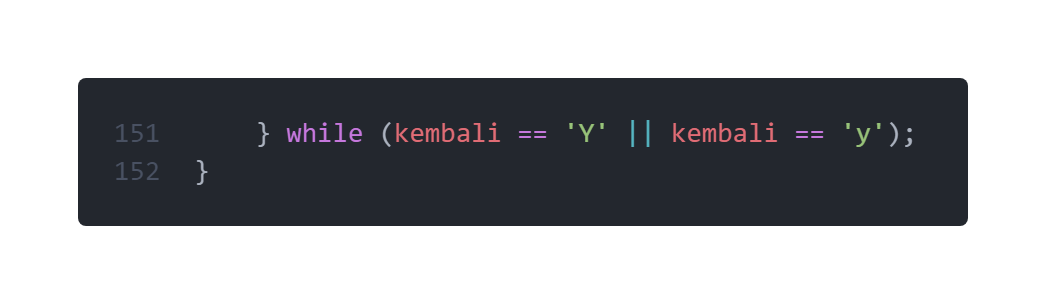 151 } while (kembali == 'Y' || kembali == 'y');
152 }